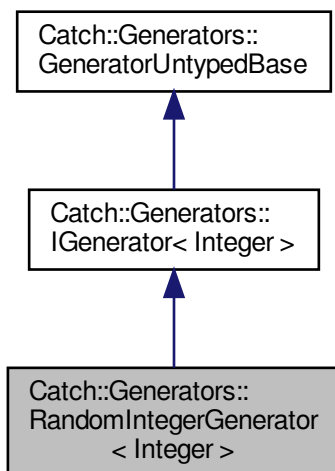 Catch::Generators::
GeneratorUntypedBase
Catch::Generators::
IGenerator< Integer >
Catch::Generators::
RandomIntegerGenerator
< Integer >